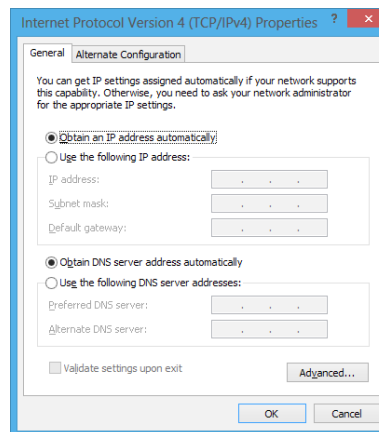 Internet Protocol Version 4 (TCP/IPv4) Properties ? ×
General Alternate Configuration
You can get IP settings assigned automatically if your network supports
this capability. Otherwise, you need to ask your network administrator
for the appropriate IP settings.
Obtain an IP address automatically
Use the following IP address:
IP address: . . .
Subnet mask: . . .
Default gateway: . . .
Obtain DNS server address automatically
Use the following DNS server addresses:
Preferred DNS server: . . .
Alternate DNS server: . . .
Validate settings upon exit
Advanced...
OK Cancel